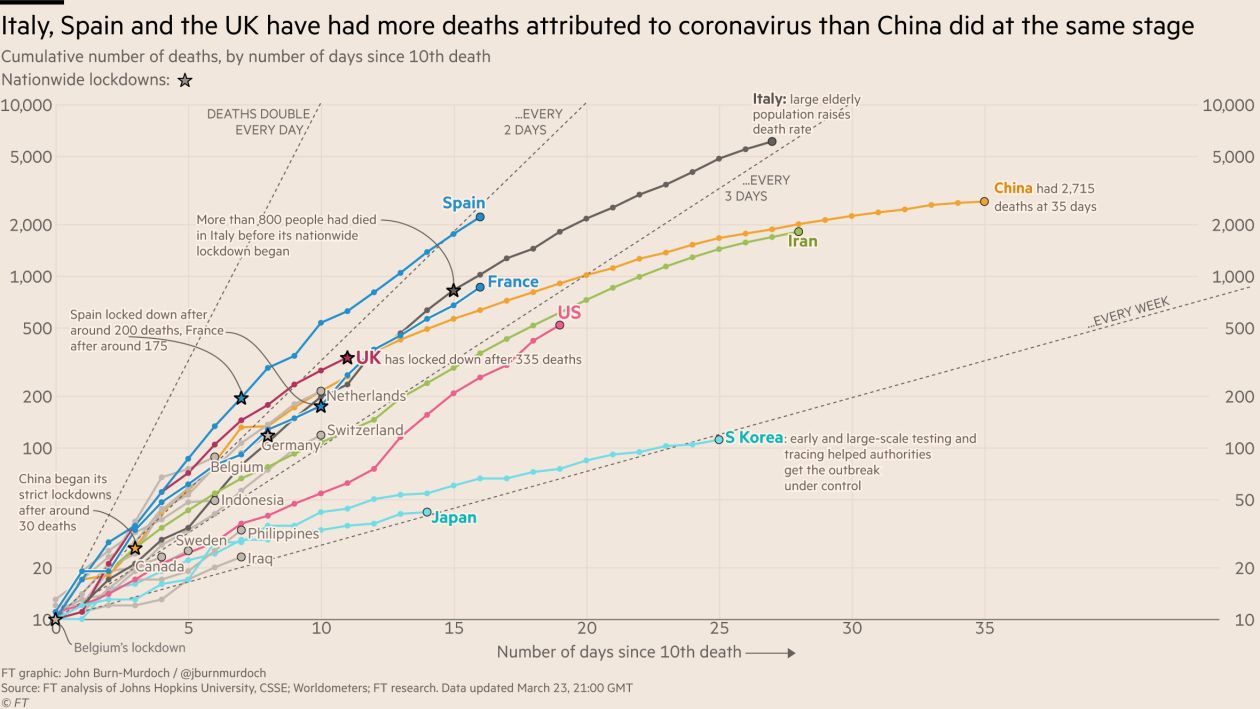 Italy, Spain and the UK have had more deaths attributed to coronavirus than China did at the same stage
Cumulative number of deaths, by number of days since 10th death
Nationwide lockdowns:
10,000
5,000
2,000
1,000
500
200
100
50
20
10
DEATHS DOUBLE
EVERY DAY
...EVERY
2 DAYS
Italy: large elderly
population raises
death rate
...EVERY
3 DAYS
10,000
5,000
2,000
1,000
500
200
100
50
20
10
China had 2,715
deaths at 35 days
Spain
More than 800 people had died
in Italy before its nationwide
lockdown began
Iran
France
US
...EVERY WEEK
Spain locked down after
around 200 deaths, France
after around 175
UK has locked down after 335 deaths
Netherlands
Switzerland
Germany
Belgium
S Korea: early and large-scale testing and
tracing helped authorities
get the outbreak
under control
China began its
strict lockdowns
after around
30 deaths
Indonesia
Japan
Sweden
Philippines
Canada
Iraq
0
5
10
15
20
25
30
35
Belgium's lockdown
Number of days since 10th death
FT graphic: John Burn-Murdoch / @jburnmurdoch
Source: FT analysis of Johns Hopkins University, CSSE; Worldometers; FT research. Data updated March 23, 21:00 GMT
© FT